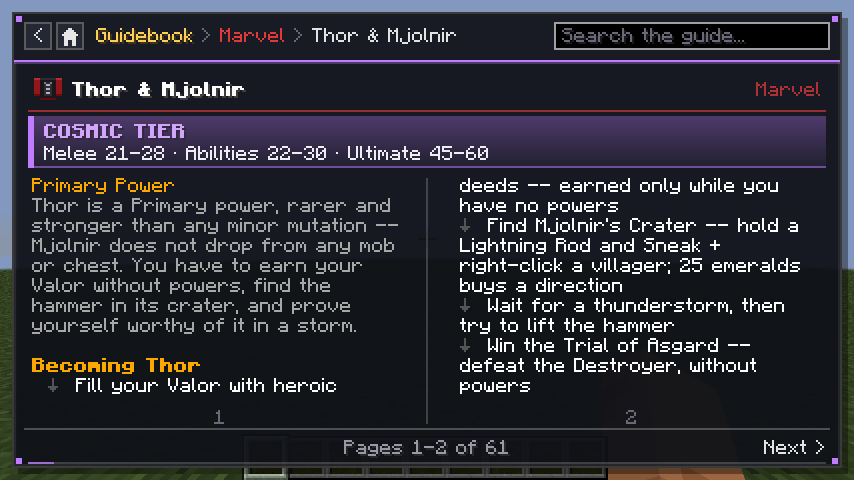 < Guidebook > Marvel > Thor & Mjolnir
Search the guide...
Thor & Mjolnir
Marvel
COSMIC TIER
Melee 21-28 · Abilities 22-30 · Ultimate 45-60
Primary Power
Thor is a Primary power, rarer and
stronger than any minor mutation --
Mjolnir does not drop from any mob
or chest. You have to earn your
Valor without powers, find the
hammer in its crater, and prove
yourself worthy of it in a storm.
Becoming Thor
↓ Fill your Valor with heroic
1
deeds -- earned only while you
have no powers
↓ Find Mjolnir's Crater -- hold a
Lightning Rod and Sneak +
right-click a villager; 25 emeralds
buys a direction
↓ Wait for a thunderstorm, then
try to lift the hammer
↓ Win the Trial of Asgard --
defeat the Destroyer, without
powers
2
Pages 1-2 of 61
Next >